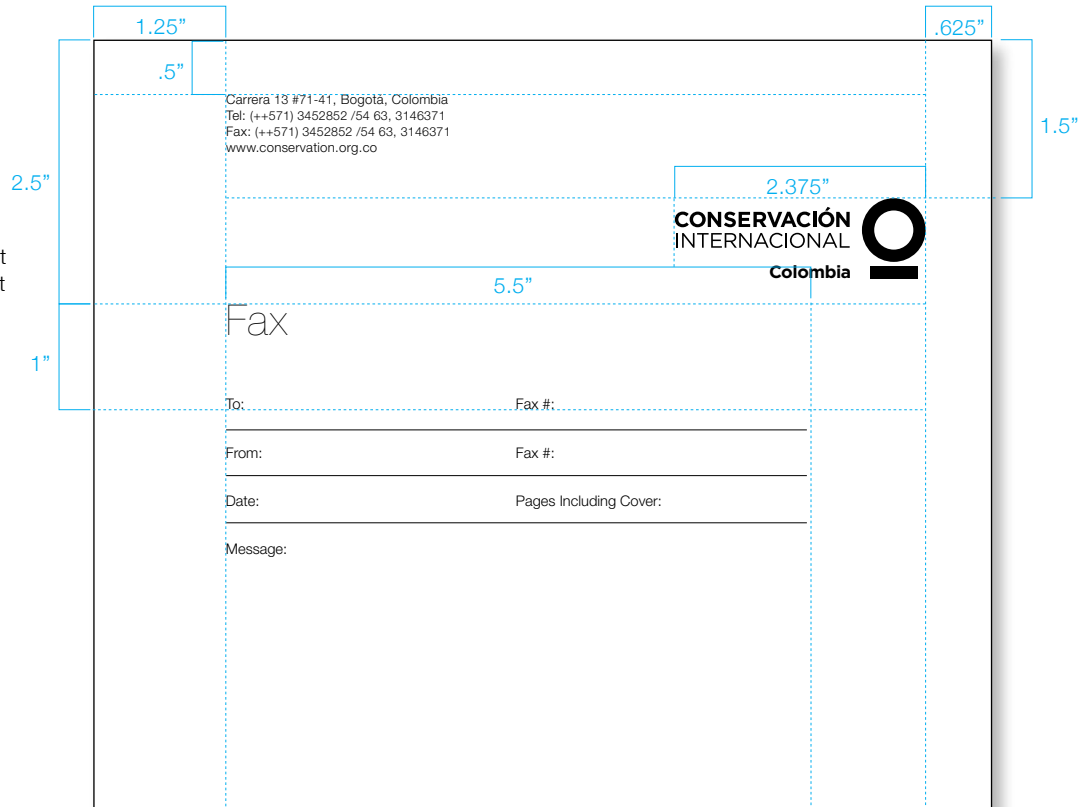 1.25”
.625”
.5”
Carrera 13 #71-41, Bogotá, Colombia
Tel: (++571) 3452852 /54 63, 3146371
Fax: (++571) 3452852 /54 63, 3146371
www.conservation.org.co
1.5”
2.5”
2.375”
CONSERVACIÓN
INTERNACIONAL
Colombia
t
t
5.5”
Fax
1”
To: Fax #:
From: Fax #:
Date: Pages Including Cover:
Message: